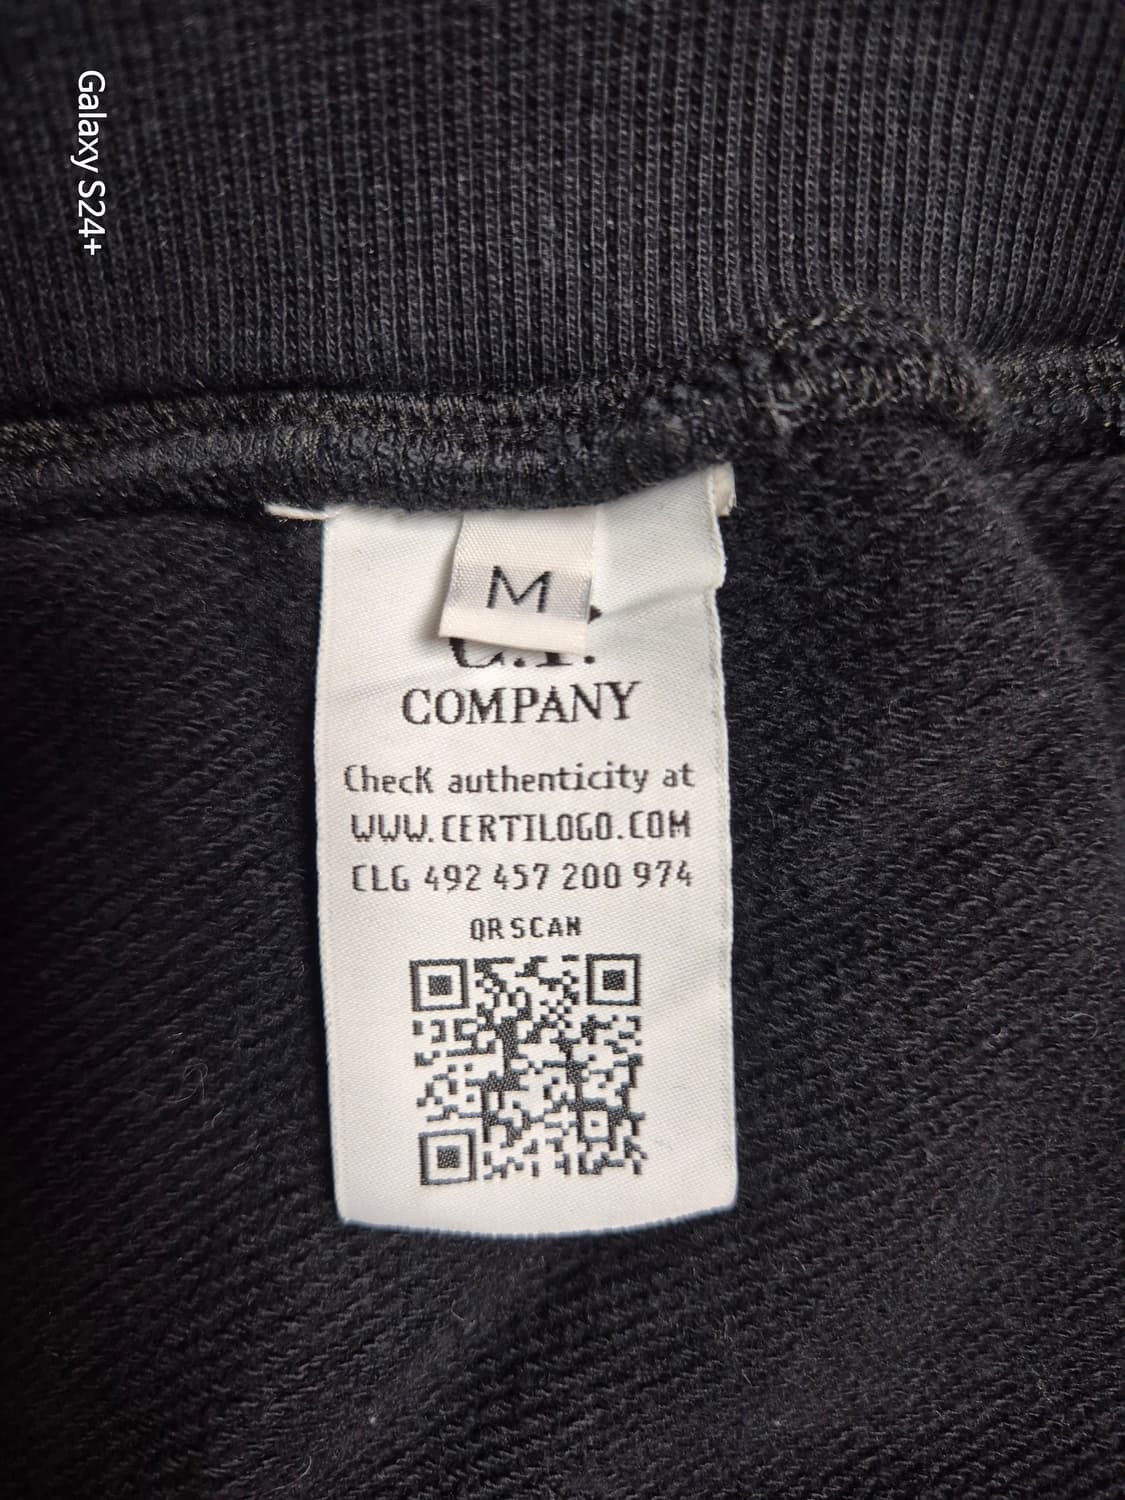 Galaxy S24+
M
C.P.
COMPANY
Check authenticity at
WWW.CERTILOGO.COM
CLG 492 457 200 974
QR SCAN